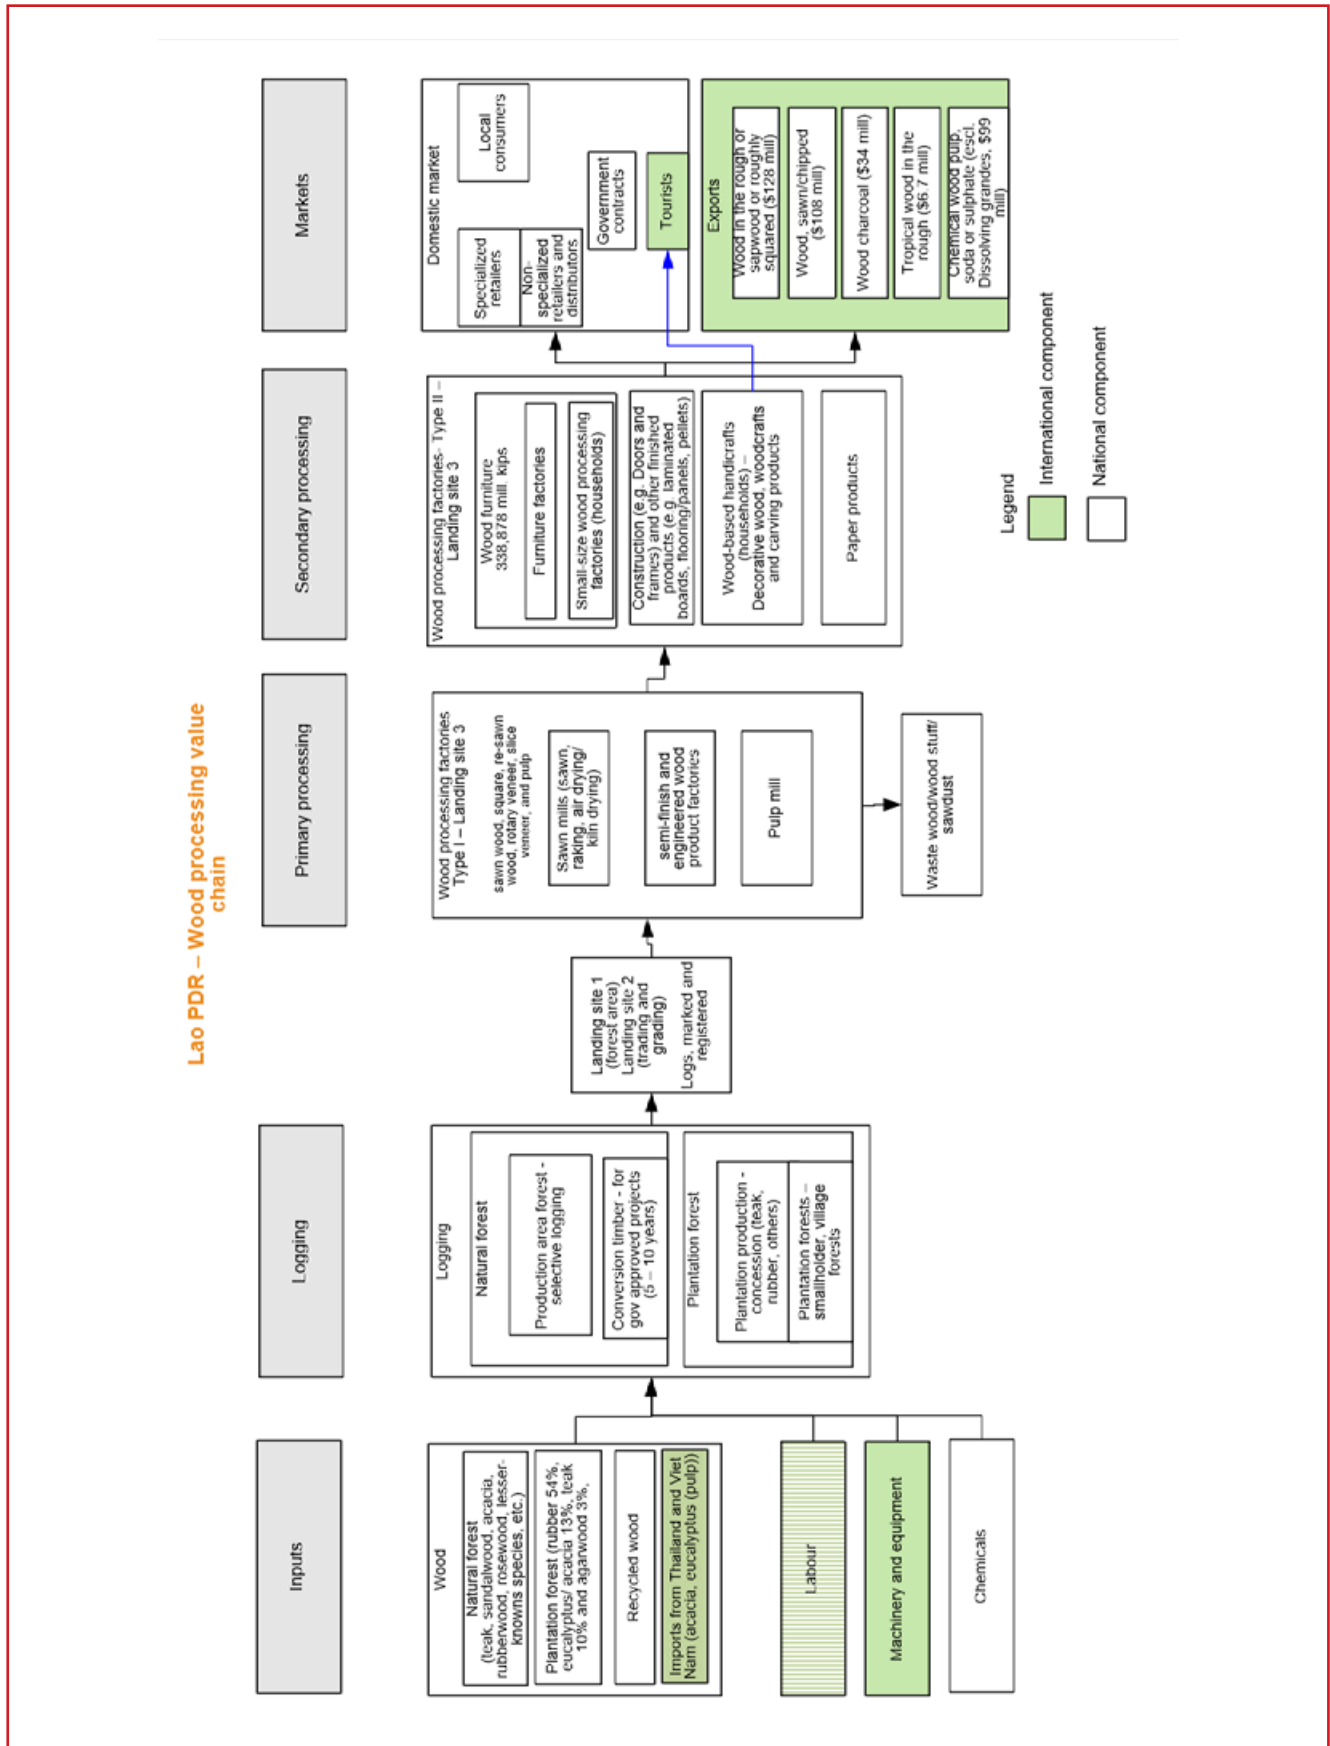 Lao PDR – Wood processing value
chain
Inputs
Logging
Primary processing
Secondary processing
Markets
Wood
Natural forest
(teak, sandalwood, acacia,
rubberwood, rosewood, lesser-
knowns species, etc.)
Plantation forest (rubber 54%,
eucalyptus/ acacia 13%, teak
10% and agarwood 3%,
Recycled wood
Imports from Thailand and Viet
Nam (acacia, eucalyptus (pulp))
Labour
Machinery and equipment
Chemicals
Logging
Natural forest
Production area forest -
selective logging
Conversion timber - for
gov approved projects
(5 – 10 years)
Plantation forest
Plantation production -
concession (teak,
rubber, others)
Plantation forests –
smallholder, village
forests
Landing site 1
(forest area)
Landing site 2
(trading and
grading)
Logs, marked and
registered
Wood processing factories
Type I – Landing site 3
sawn wood, square, re-sawn
wood, rotary veneer, slice
veneer, and pulp
Sawn mills (sawn,
raking, air drying/
kiln drying)
semi-finish and
engineered wood
product factories
Pulp mill
Waste wood/wood stuff/
sawdust
Wood processing factories- Type II –
Landing site 3
Wood furniture
338,878 mill. kips
Furniture factories
Small-size wood processing
factories (households)
Construction (e.g. Doors and
frames) and other finished
products (e.g. laminated
boards, flooring/panels, pellets)
Wood-based handicrafts
(households) –
Decorative wood, woodcrafts
and carving products
Paper products
Domestic market
Specialized
retailers
Non-
specialized
retailers and
distributors
Local
consumers
Government
contracts
Tourists
Exports
Wood in the rough or
sapwood or roughly
squared ($128 mill)
Wood, sawn/chipped
($108 mill)
Wood charcoal ($34 mill)
Tropical wood in the
rough ($6.7 mill)
Chemical wood pulp,
soda or sulphate (escl.
Dissolving grandes, $99
mill)
Legend
International component
National component